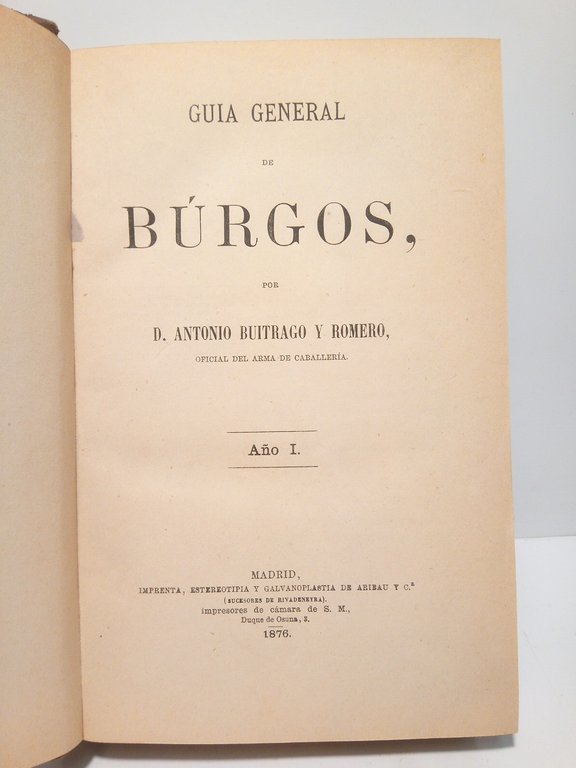 GUIA GENERAL
DE
BÚRGOS,
POR
D. ANTONIO BUITRAGO Y ROMERO,
OFICIAL DEL ARMA DE CABALLERÍA.
Año I.
MADRID,
IMPRENTA, ESTEREOTIPIA Y GALVANOPLASTIA DE ARIBAU Y C.ª
(SUCESORES DE RIVADENEYRA).
impresores de cámara de S. M.,
Duque de Osuna, 3.
1876.